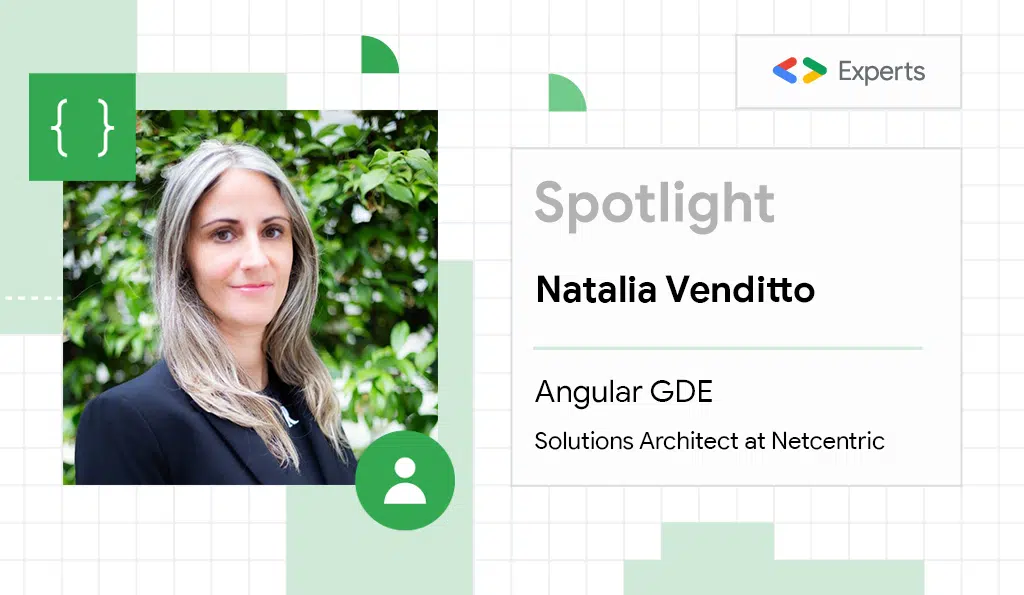 { }
Experts
Spotlight
Natalia Venditto
Angular GDE
Solutions Architect at Netcentric